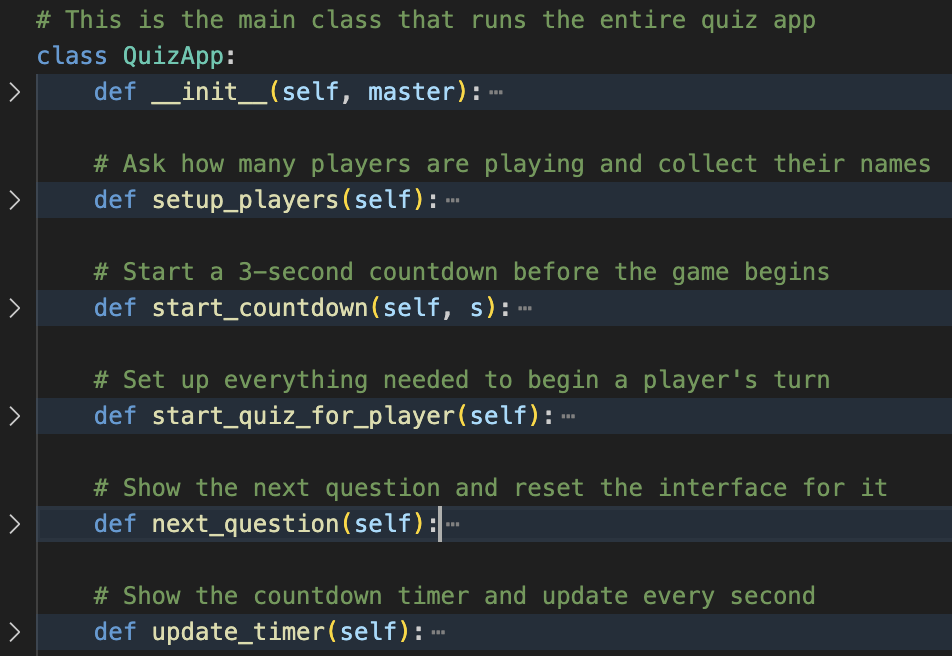 # This is the main class that runs the entire quiz app
class QuizApp:
def __init__(self, master):⋯
# Ask how many players are playing and collect their names
def setup_players(self):⋯
# Start a 3-second countdown before the game begins
def start_countdown(self, s):⋯
# Set up everything needed to begin a player's turn
def start_quiz_for_player(self):⋯
# Show the next question and reset the interface for it
def next_question(self):⋯
# Show the countdown timer and update every second
def update_timer(self):⋯